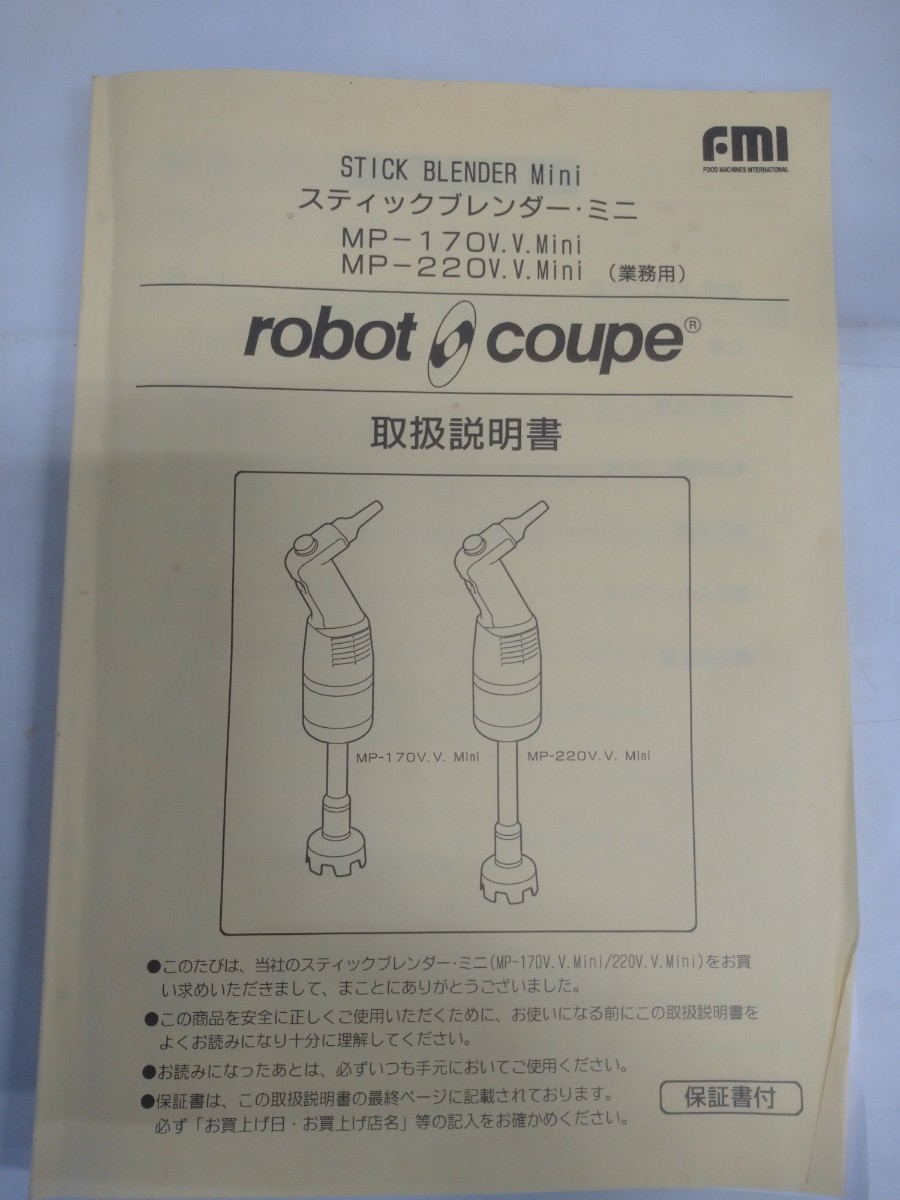 FMI
FOOD MACHINES INTERNATIONAL
STICK BLENDER Mini
スティックブレンダー・ミニ
MP-170V.V.Mini
MP-220V.V.Mini (業務用)
robot coupe®
取扱説明書
MP-170V.V. Mini
MP-220V.V. Mini
●このたびは、当社のスティックブレンダー・ミニ(MP-170V.V.Mini/220V.V.Mini)をお買
い求めいただきまして、まことにありがとうございました。
●この商品を安全に正しくご使用いただくために、お使いになる前にこの取扱説明書を
よくお読みになり十分に理解してください。
●お読みになったあとは、必ずいつも手元においてご使用ください。
●保証書は、この取扱説明書の最終ページに記載されております。
必ず「お買上げ日・お買上げ店名」等の記入をお確かめください。
保証書付